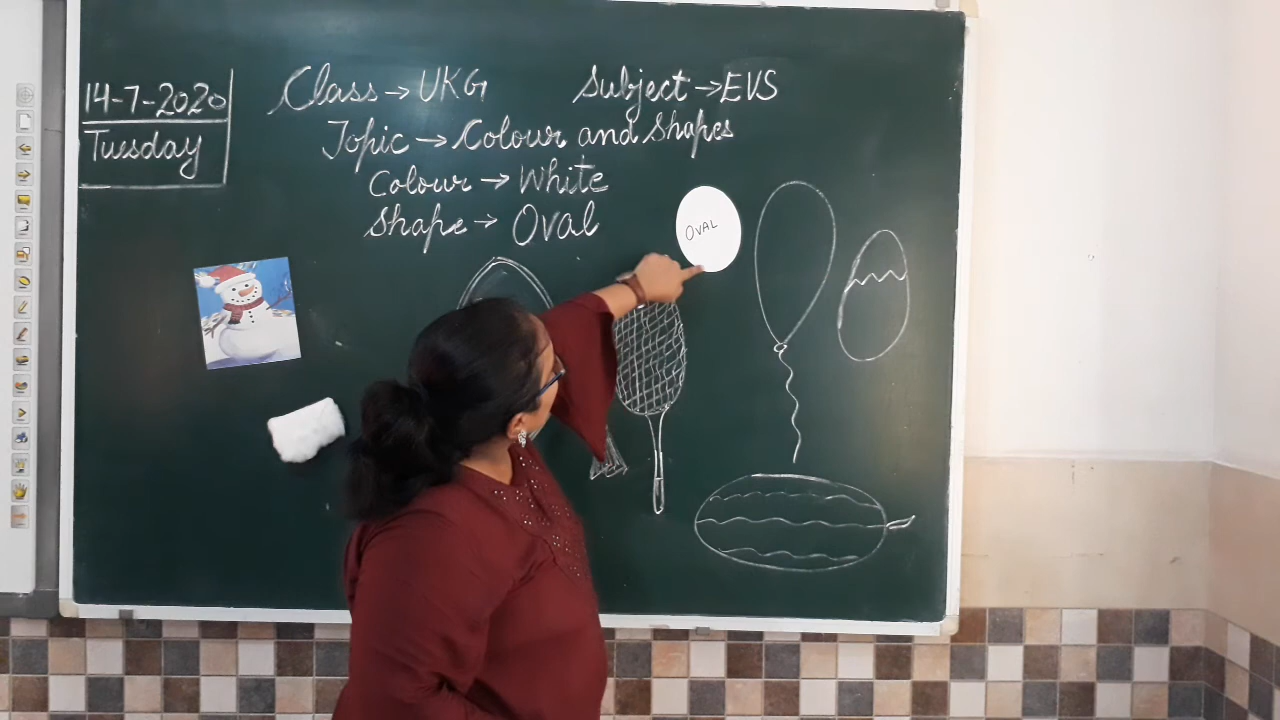 14-7-2020
Tuesday
Class → UKG Subject → EVS
Topic → Colour and Shapes
Colour → White
Shape → Oval
OVAL